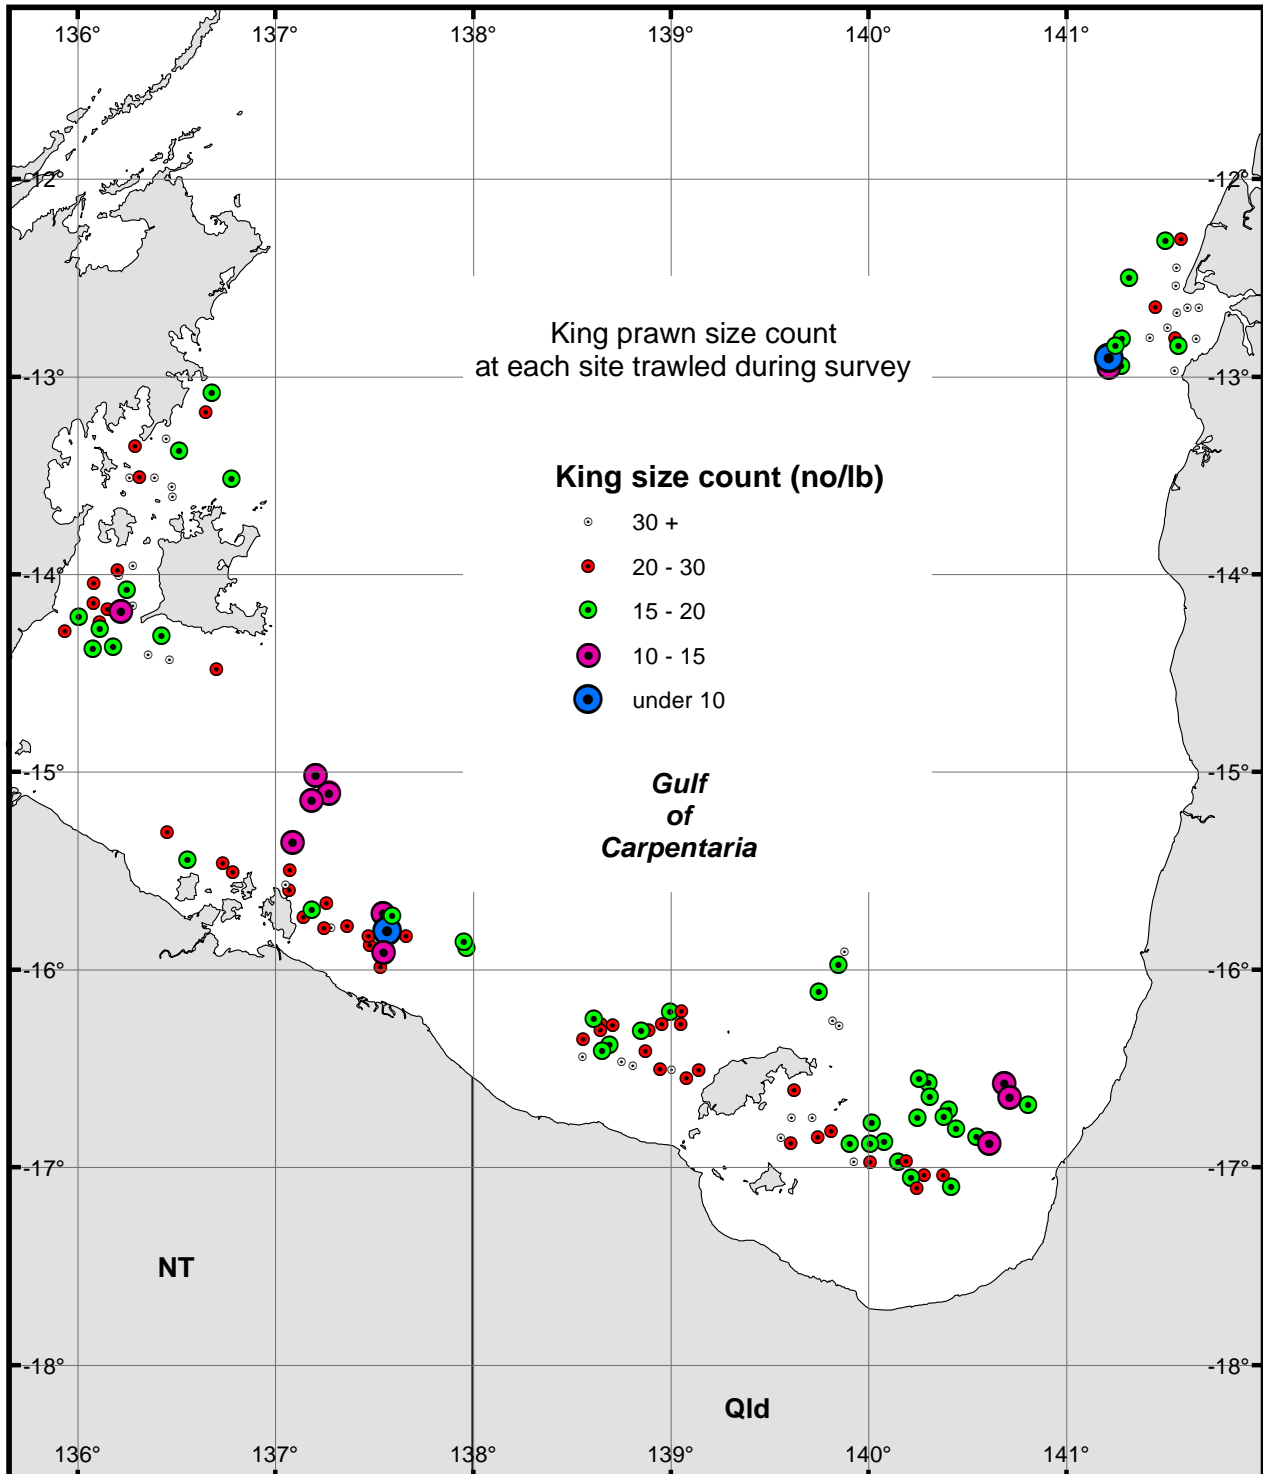 136° 137° 138° 139° 140° 141°
-12° -12°
King prawn size count
at each site trawled during survey
-13° -13°
King size count (no/lb)
30 +
20 - 30
-14° -14°
15 - 20
10 - 15
under 10
-15° -15°
Gulf
of
Carpentaria
-16° -16°
-17° -17°
NT
-18° -18°
Qld
136° 137° 138° 139° 140° 141°